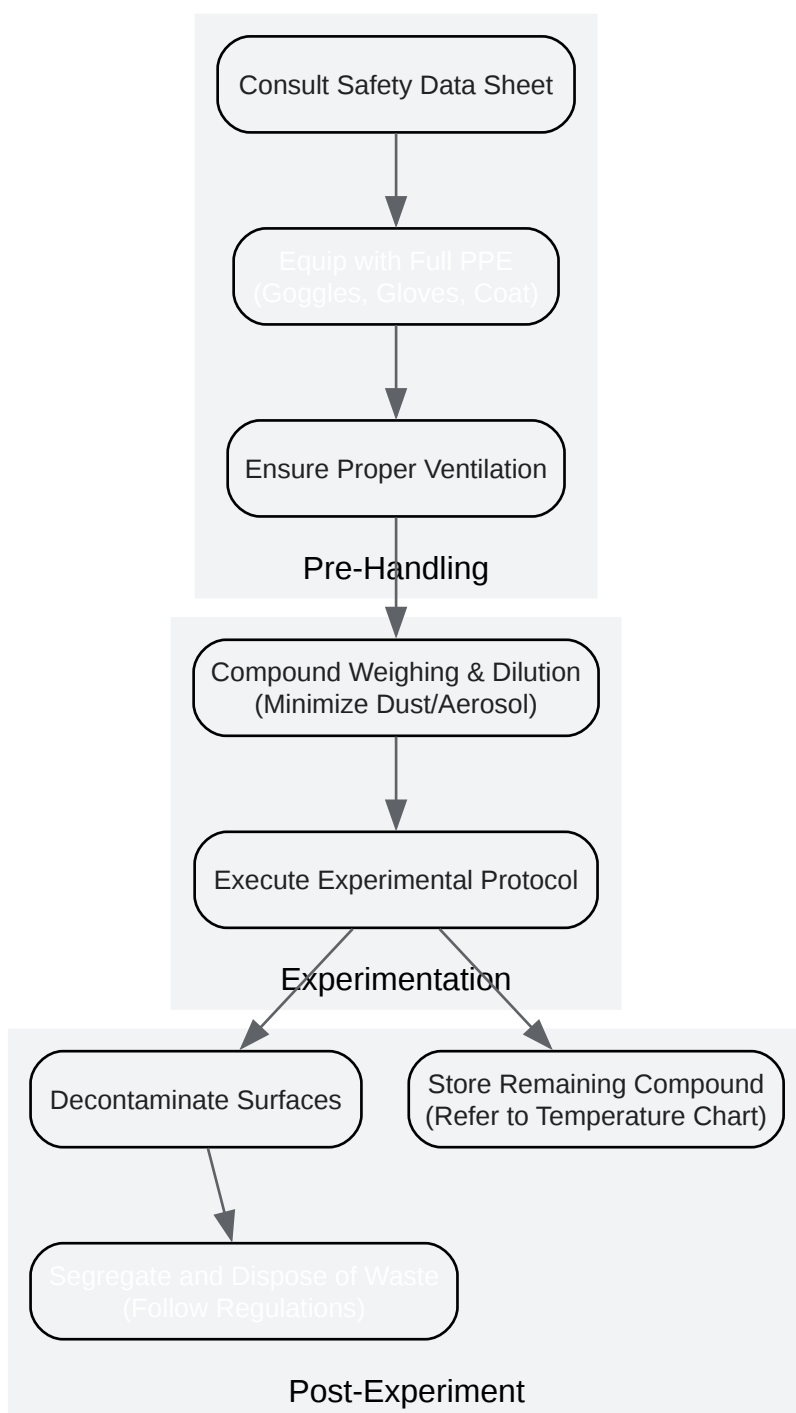 Consult Safety Data Sheet
Equip with Full PPE
(Goggles, Gloves, Coat)
Ensure Proper Ventilation
Pre-Handling
Compound Weighing & Dilution
(Minimize Dust/Aerosol)
Execute Experimental Protocol
Experimentation
Decontaminate Surfaces
Store Remaining Compound
(Refer to Temperature Chart)
Segregate and Dispose of Waste
(Follow Regulations)
Post-Experiment